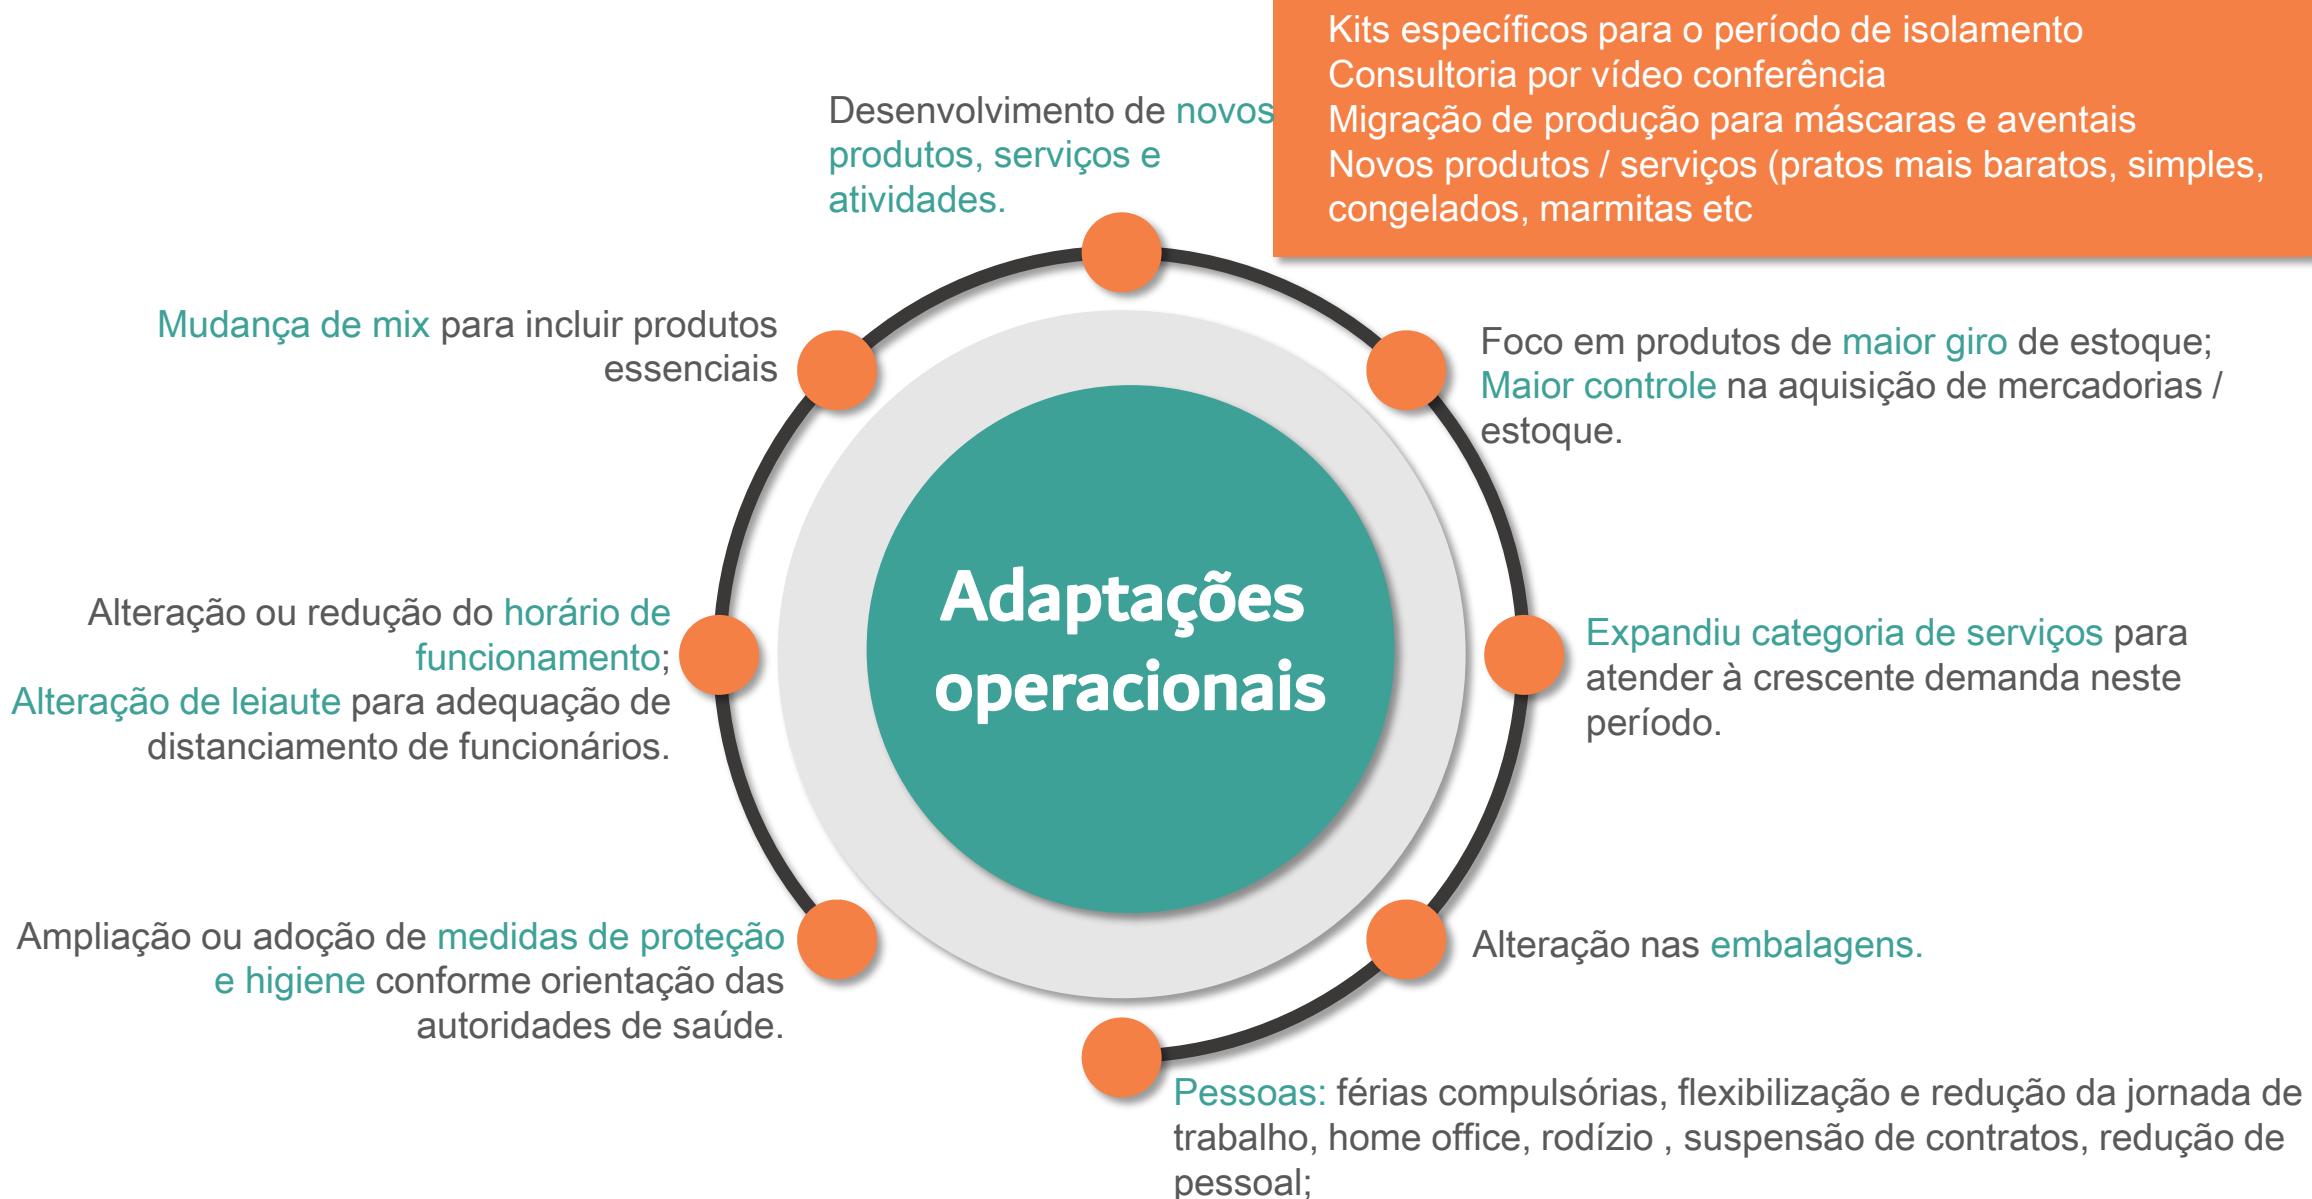 Kits específicos para o período de isolamento
Consultoria por vídeo conferência
Migração de produção para máscaras e aventais
Novos produtos / serviços (pratos mais baratos, simples,
congelados, marmitas etc
Desenvolvimento de novos
produtos, serviços e
atividades.
Mudança de mix para incluir produtos
essenciais
Foco em produtos de maior giro de estoque;
Maior controle na aquisição de mercadorias /
estoque.
Adaptações
operacionais
Alteração ou redução do horário de
funcionamento;
Alteração de leiaute para adequação de
distanciamento de funcionários.
Expandiu categoria de serviços para
atender à crescente demanda neste
período.
Ampliação ou adoção de medidas de proteção
e higiene conforme orientação das
autoridades de saúde.
Alteração nas embalagens.
Pessoas: férias compulsórias, flexibilização e redução da jornada de
trabalho, home office, rodízio , suspensão de contratos, redução de
pessoal;